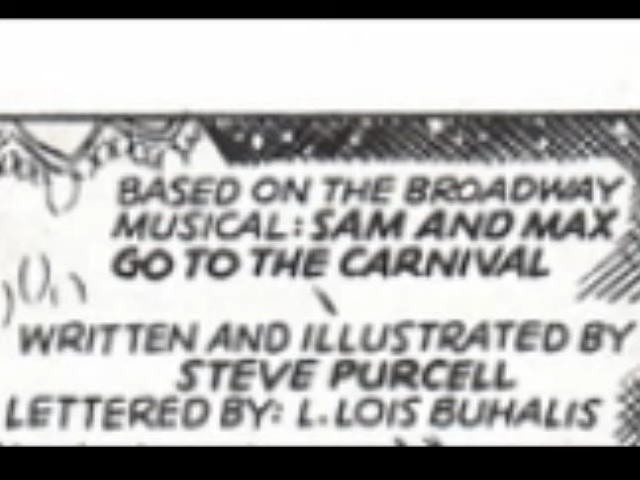 BASED ON THE BROADWAY
MUSICAL: SAM AND MAX
GO TO THE CARNIVAL
WRITTEN AND ILLUSTRATED BY
STEVE PURCELL
LETTERED BY: L. LOIS BUHALIS